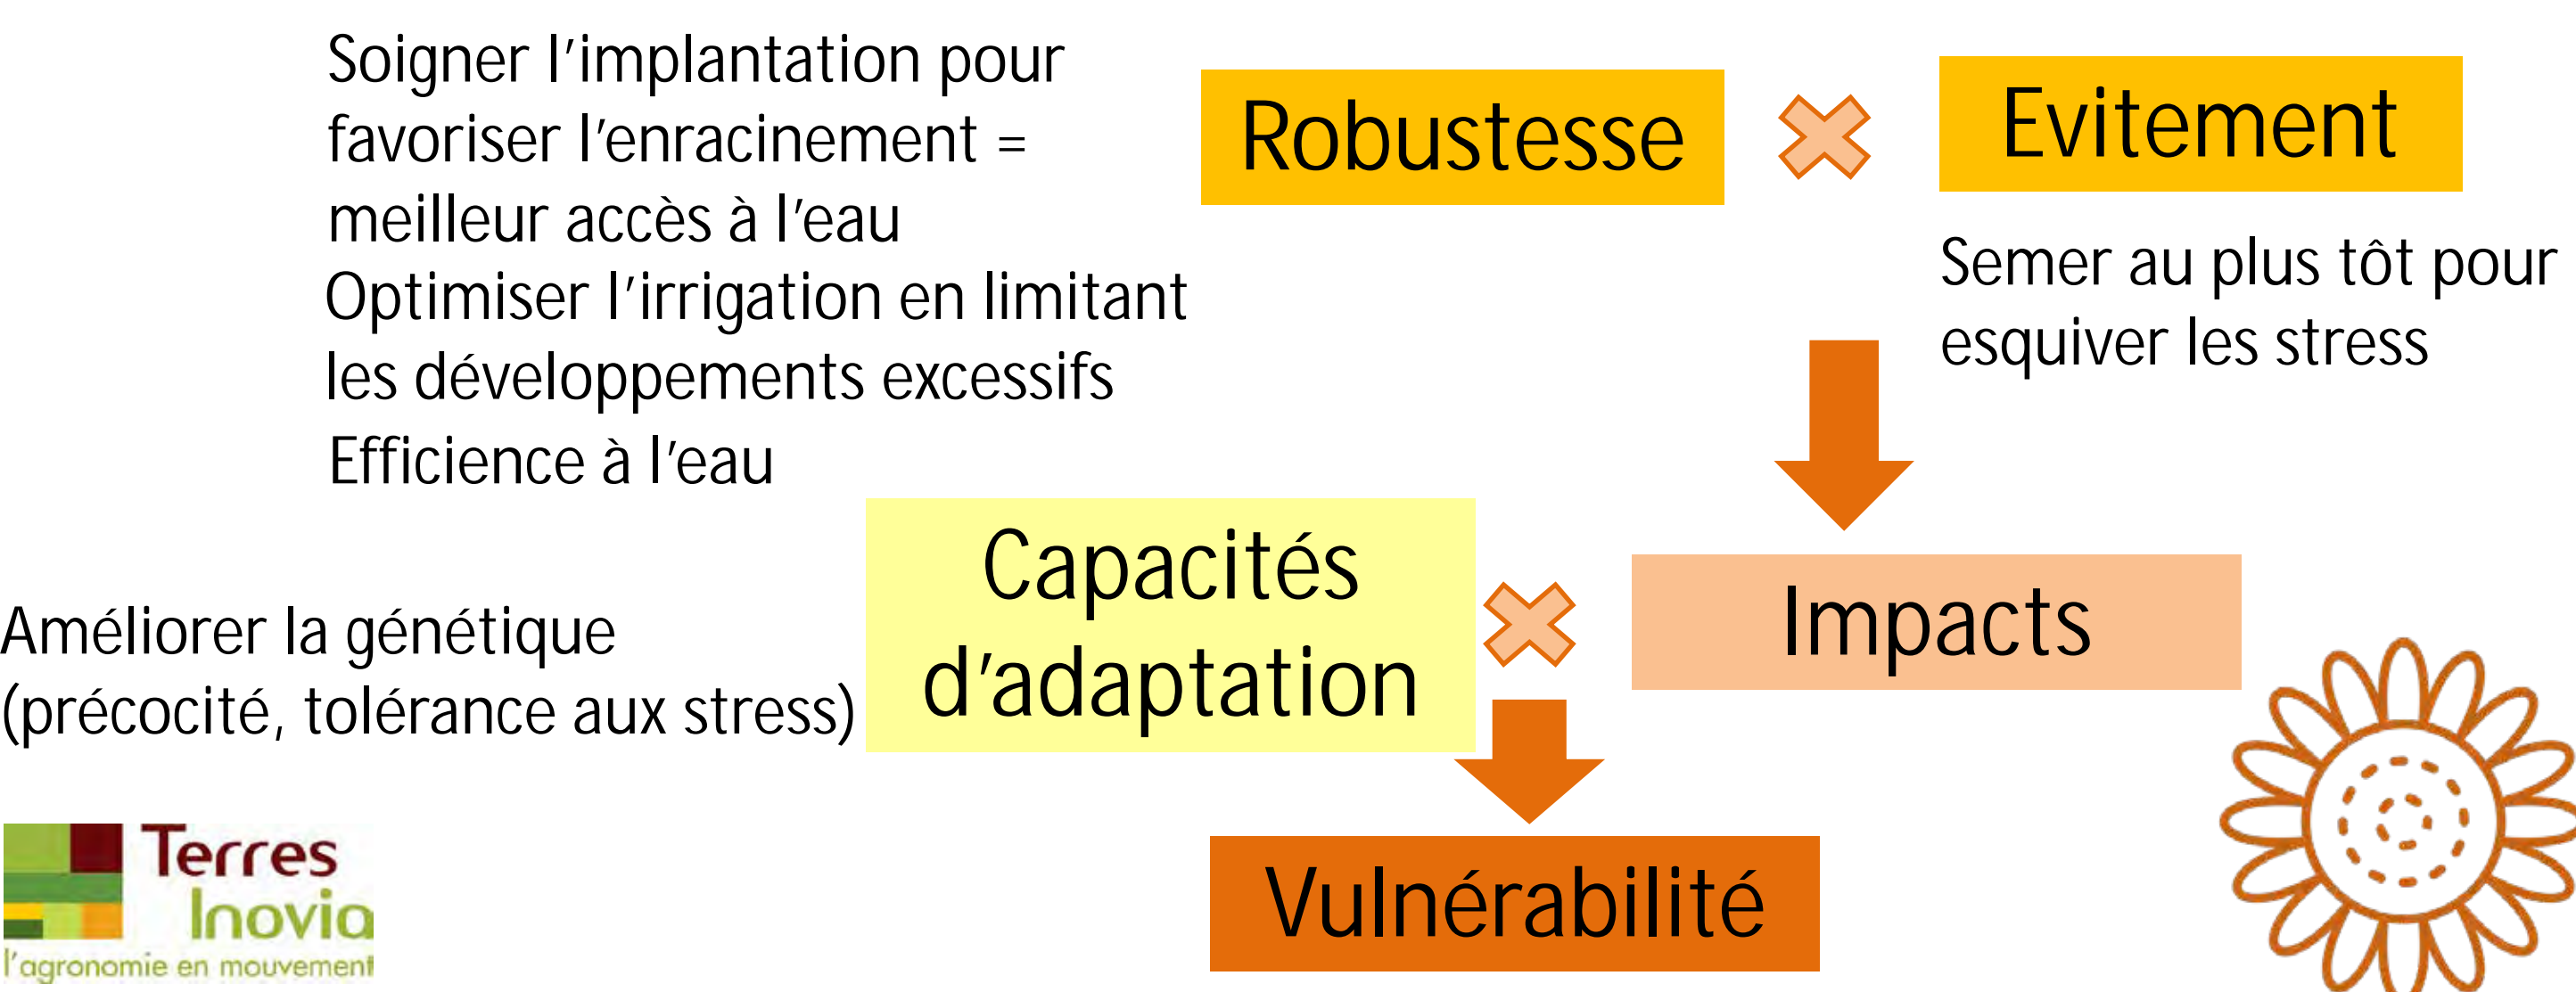 Soigner l'implantation pour
favoriser l'enracinement =
meilleur accès à l'eau
Optimiser l'irrigation en limitant
les développements excessifs
Efficience à l'eau
Robustesse
Evitement
Semer au plus tôt pour
esquiver les stress
Améliorer la génétique
(précocité, tolérance aux stress)
Capacités
d'adaptation
Impacts
Vulnérabilité
Terres
Inovia
l'agronomie en mouvement